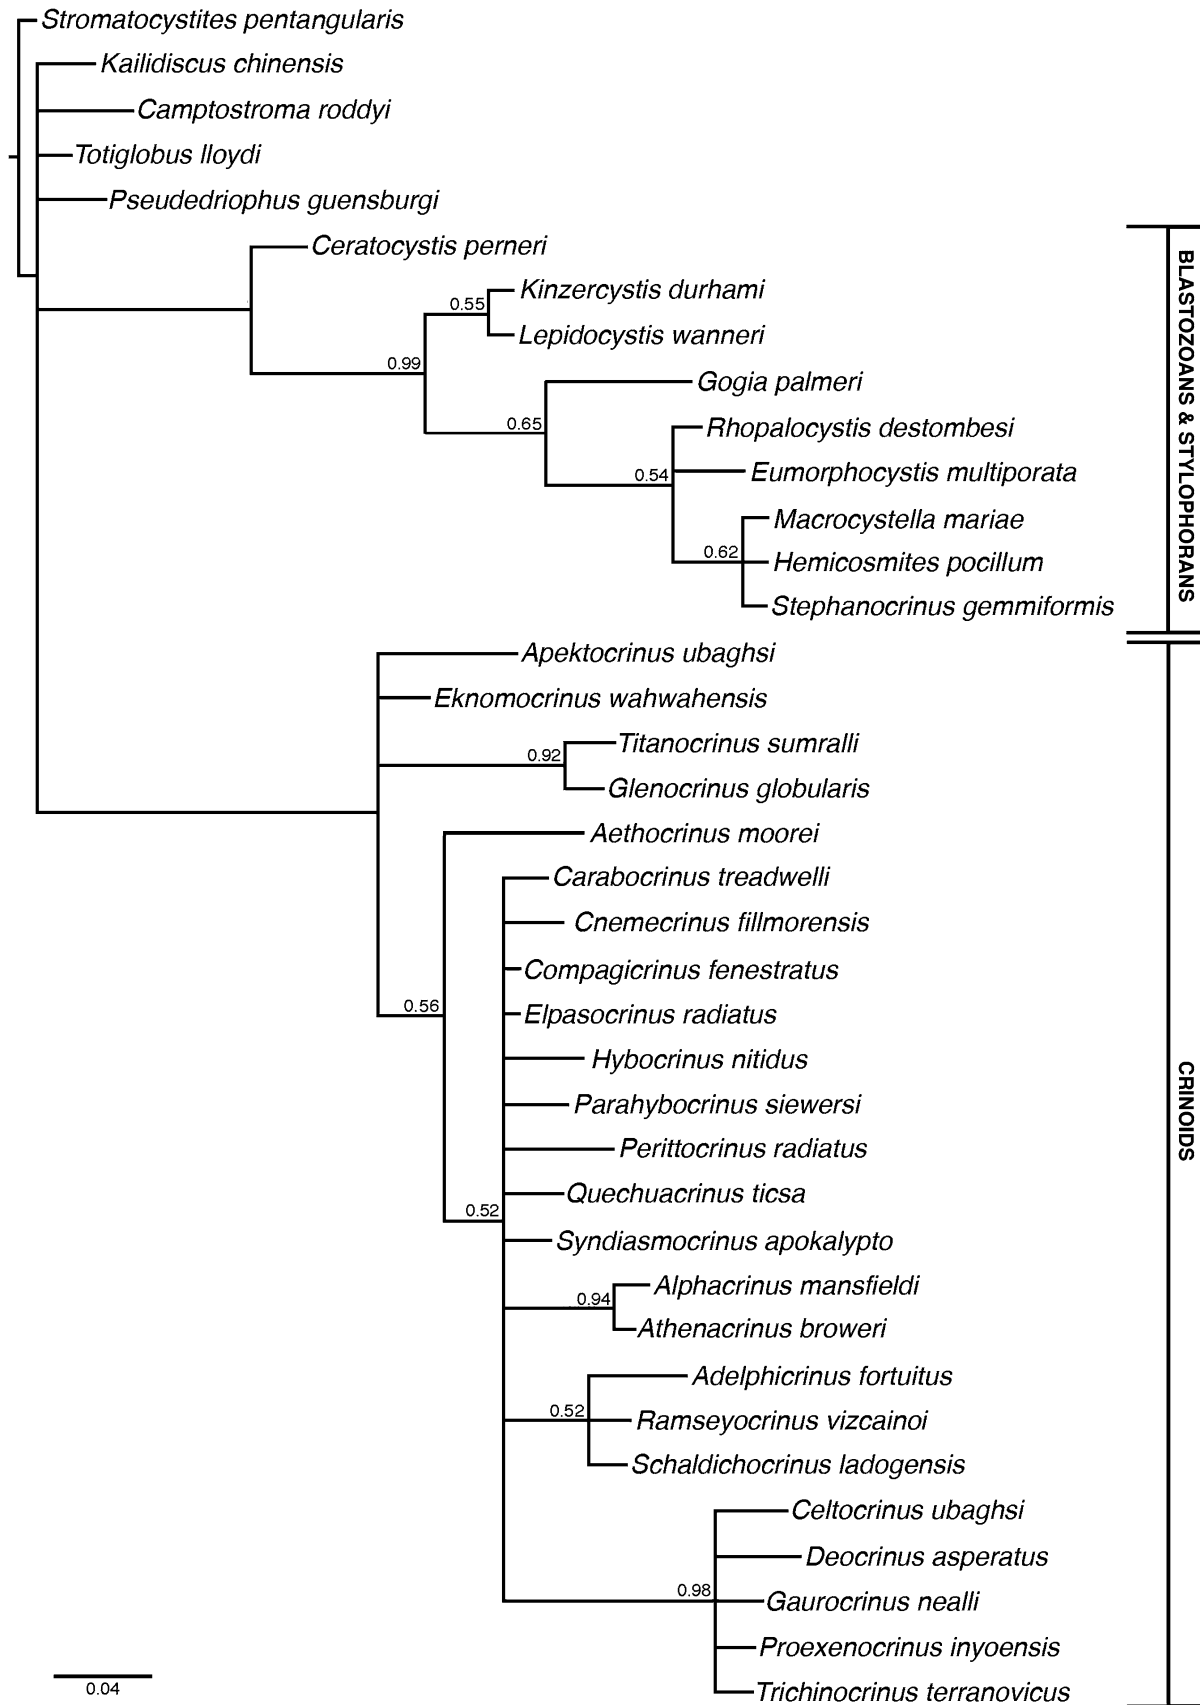 Stromatocystites pentangularis
Kailidiscus chinensis
Camptostroma roddyi
Totiglobus lloydi
Pseudedriophus guensburgi
Ceratocystis perneri
Kinzercystis durhami
0.55
Lepidocystis wanneri
0.99
Gogia palmeri
0.65
Rhopalocystis destombesi
Eumorphocystis multiporata
0.54
Macrocystella mariae
0.62
Hemicosmites pocillum
Stephanocrinus gemmiformis
BLASTOZOANS & STYLOPHORANS
Apektocrinus ubaghsi
Eknomocrinus wahwahensis
Titanocrinus sumralli
0.92
Glenocrinus globularis
Aethocrinus moorei
Carabocrinus treadwelli
Cnemecrinus fillmorensis
Compagicrinus fenestratus
0.56
Elpasocrinus radiatus
Hybocrinus nitidus
Parahybocrinus siewersi
Perittocrinus radiatus
Quechuacrinus ticsa
0.52
Syndiasmocrinus apokalypto
Alphacrinus mansfieldi
0.94
Athenacrinus broweri
Adelphicrinus fortuitus
0.52
Ramseyocrinus vizcainoi
Schaldichocrinus ladogensis
Celtocrinus ubaghsi
Deocrinus asperatus
0.98
Gaurocrinus nealli
Proexenocrinus inyoensis
Trichinocrinus terranovicus
CRINOIDS
0.04